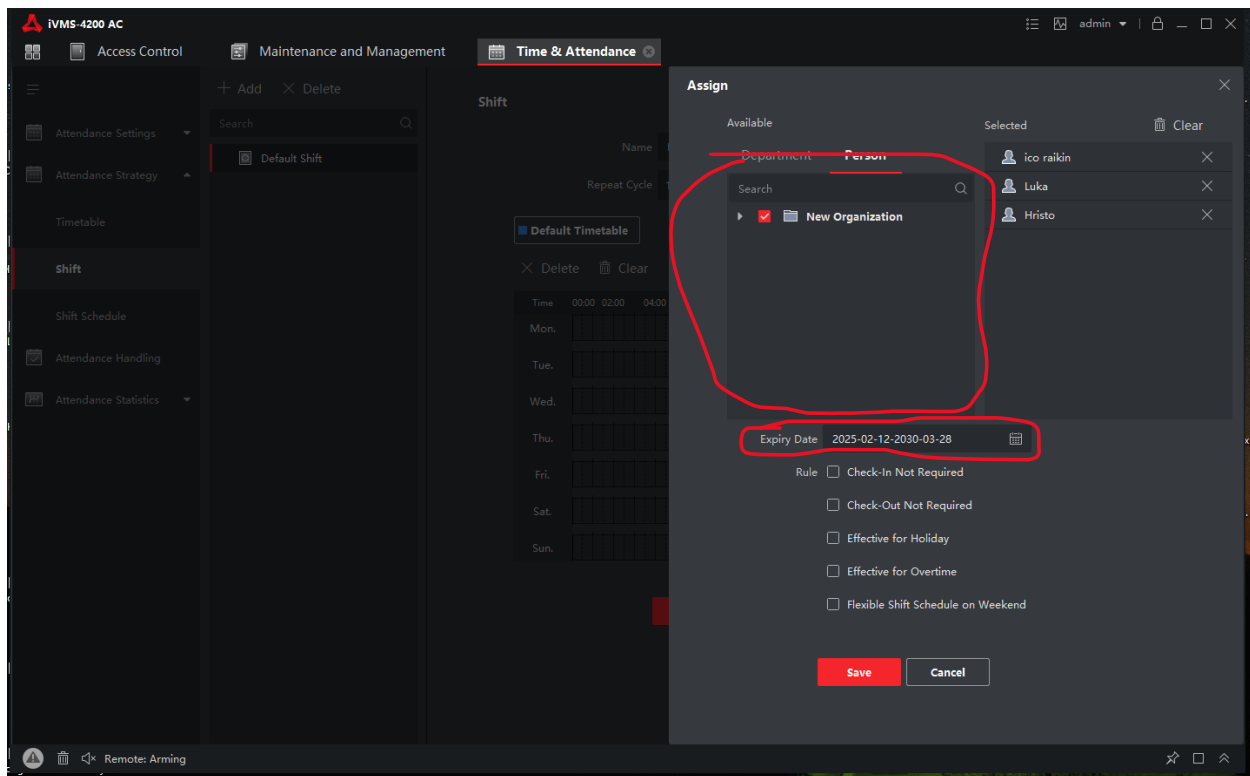 iVMS-4200 AC
admin
Access Control
Maintenance and Management
Time & Attendance
Add
Delete
Search
Default Shift
Attendance Settings
Attendance Strategy
Timetable
Shift
Shift Schedule
Attendance Handling
Attendance Statistics
Shift
Name
Repeat Cycle
Default Timetable
Delete
Clear
Time 00:00 02:00 04:00
Mon.
Tue.
Wed.
Thu.
Fri.
Sat.
Sun.
Assign
Available
Department Person
Search
New Organization
Selected
Clear
ico raikin
Luka
Hristo
Expiry Date 2025-02-12-2030-03-28
Rule Check-In Not Required
Check-Out Not Required
Effective for Holiday
Effective for Overtime
Flexible Shift Schedule on Weekend
Save Cancel
Remote: Arming